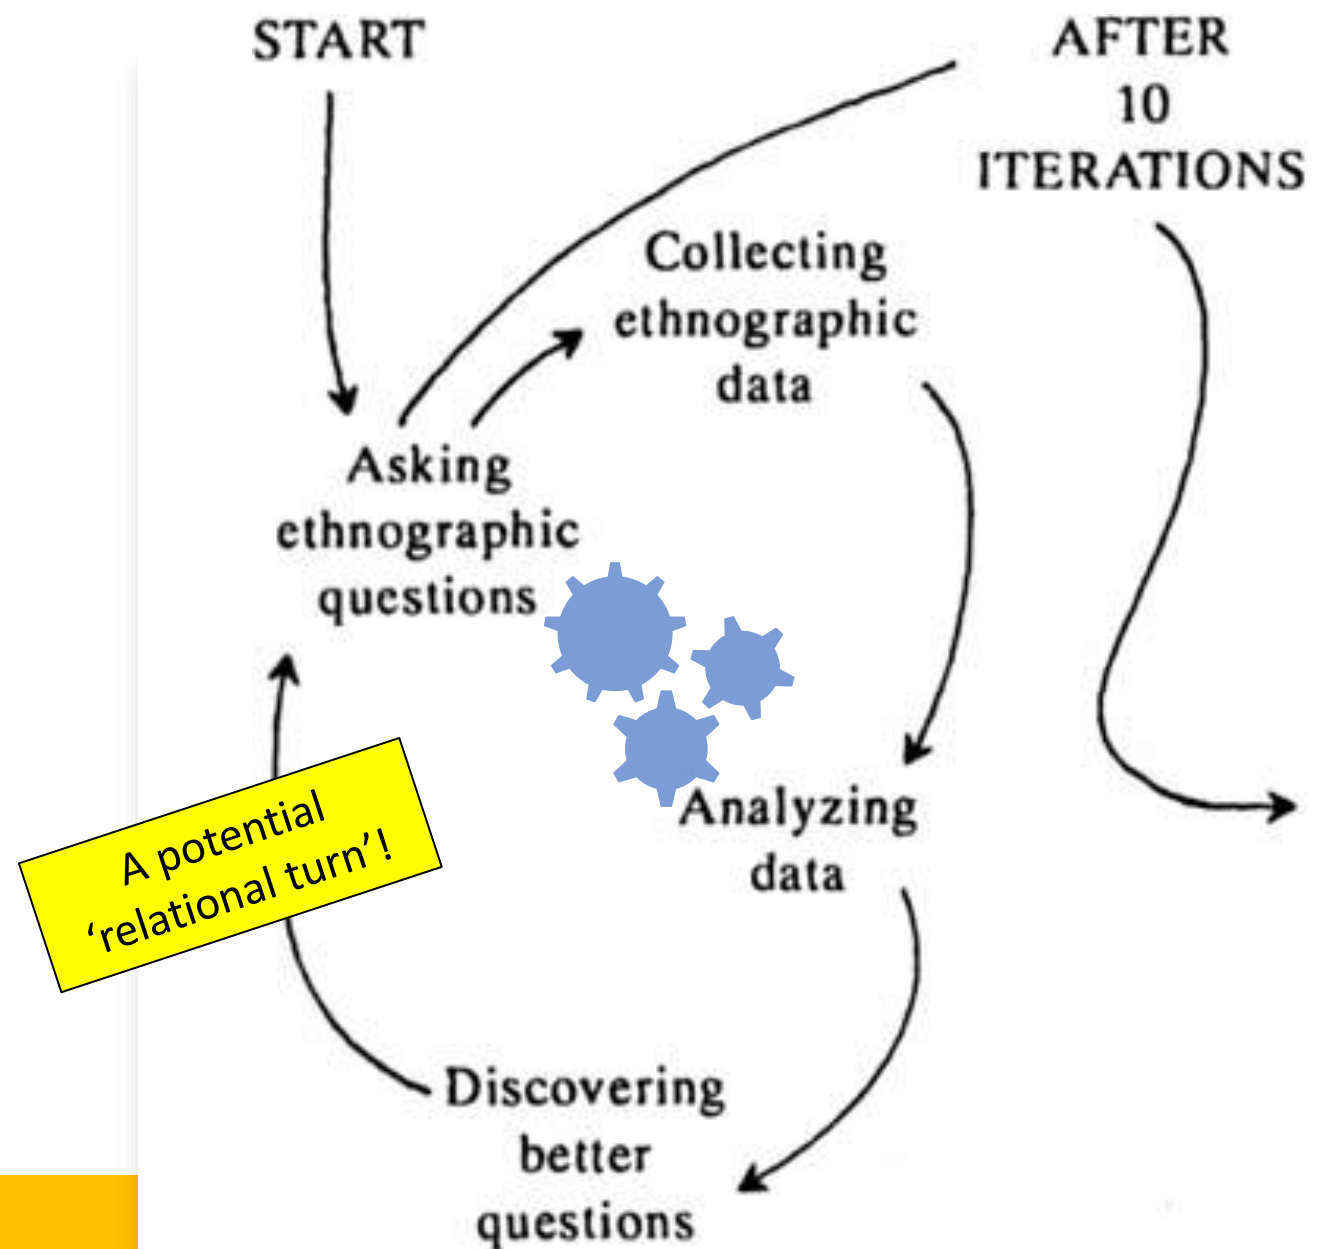 START
AFTER
10
ITERATIONS
Collecting
ethnographic
data
Asking
ethnographic
questions
Analyzing
data
A potential
‘relational turn’!
Discovering
better
questions